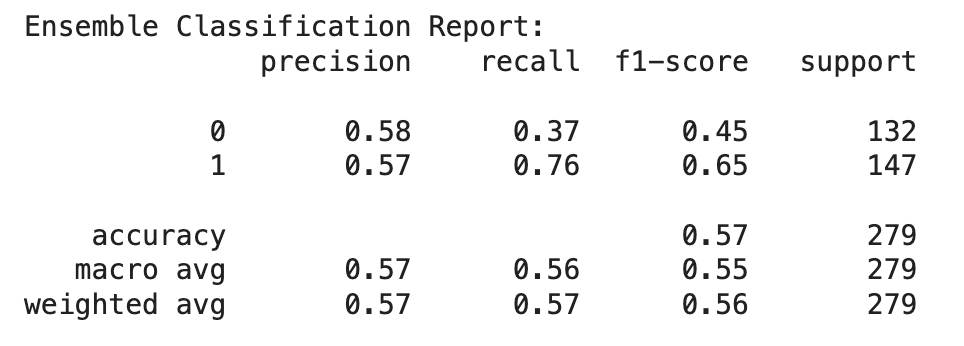 Ensemble Classification Report:
precision recall f1-score support
0 0.58 0.37 0.45 132
1 0.57 0.76 0.65 147
accuracy 0.57 279
macro avg 0.57 0.56 0.55 279
weighted avg 0.57 0.57 0.56 279